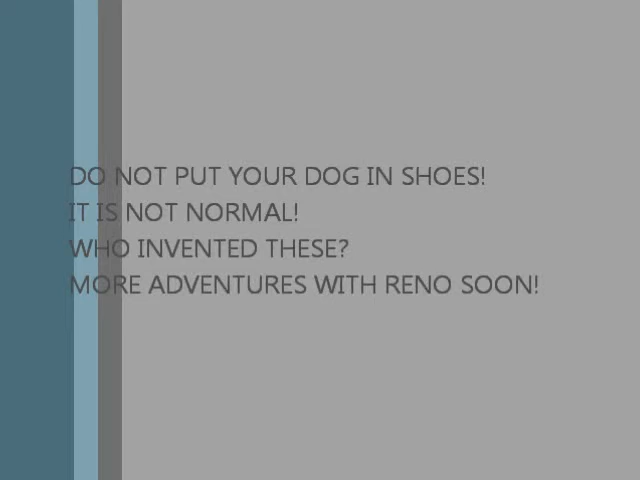 DO NOT PUT YOUR DOG IN SHOES!
IT IS NOT NORMAL!
WHO INVENTED THESE?
MORE ADVENTURES WITH RENO SOON!